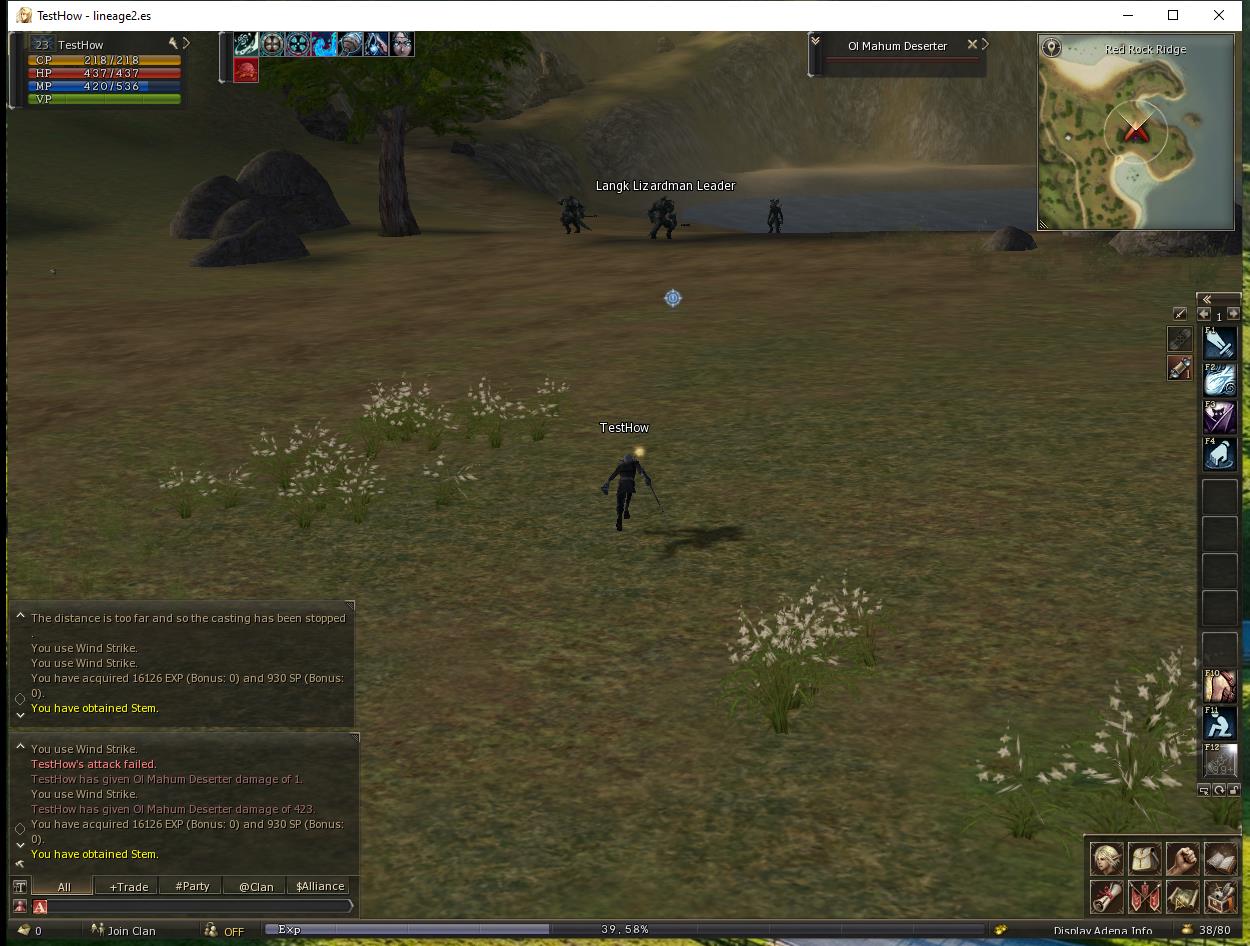 TestHow - lineage2.es
23 TestHow
CP 218/218
HP 437/437
MP 420/536
VP
Ol Mahum Deserter
Red Rock Ridge
Langk Lizardman Leader
1
F1
F2
1
F3
F4
TestHow
The distance is too far and so the casting has been stopped
.
You use Wind Strike.
You use Wind Strike.
You have acquired 16126 EXP (Bonus: 0) and 930 SP (Bonus:
0).
You have obtained Stem.
F10
F11
F12
99+
You use Wind Strike.
TestHow's attack failed.
TestHow has given Ol Mahum Deserter damage of 1.
You use Wind Strike.
TestHow has given Ol Mahum Deserter damage of 423.
You have acquired 16126 EXP (Bonus: 0) and 930 SP (Bonus:
0).
You have obtained Stem.
T All +Trade #Party @Clan $Alliance
A
0 Join Clan OFF Exp 39,58% Display Adena Info 38/80